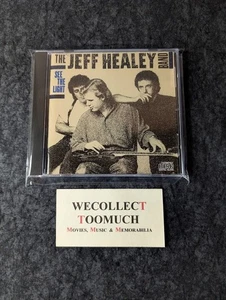 THE JEFF HEALEY BAND
SEE THE LIGHT
WECOLLECT
TOOMUCH
MOVIES, MUSIC & MEMORABILIA